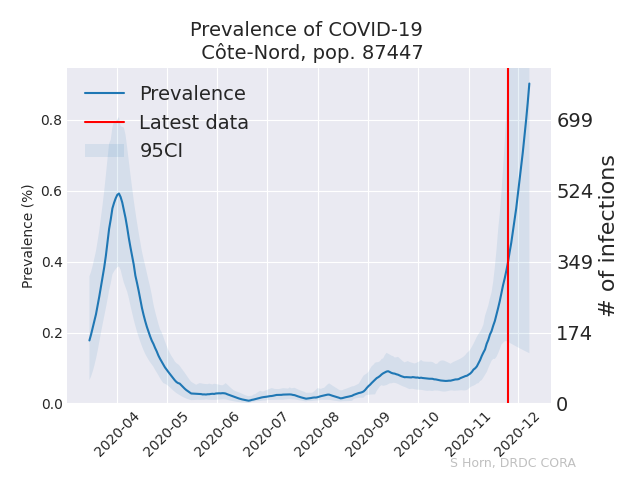 Prevalence of COVID-19
Côte-Nord, pop. 87447
Prevalence
Latest data
95CI
Prevalence (%)
0.8
0.6
0.4
0.2
0.0
699
524
349
174
0
# of infections
2020-04
2020-05
2020-06
2020-07
2020-08
2020-09
2020-10
2020-11
2020-12
S Horn, DRDC CORA